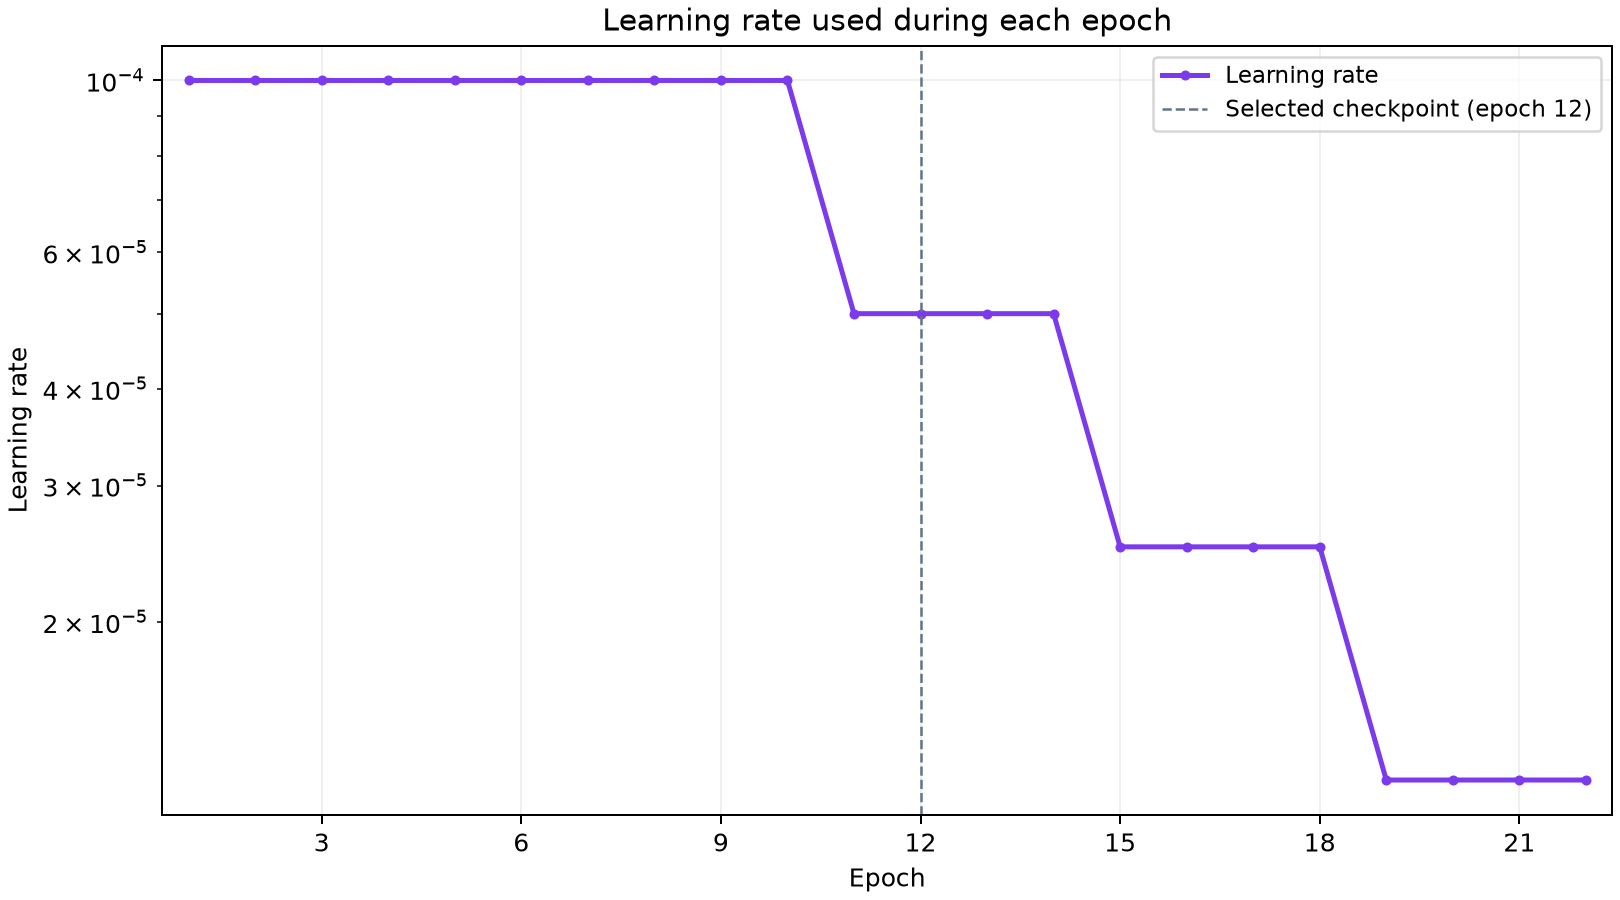 Learning rate used during each epoch
Learning rate
Selected checkpoint (epoch 12)
10⁻⁴
6 × 10⁻⁵
4 × 10⁻⁵
3 × 10⁻⁵
2 × 10⁻⁵
Learning rate
3 6 9 12 15 18 21
Epoch